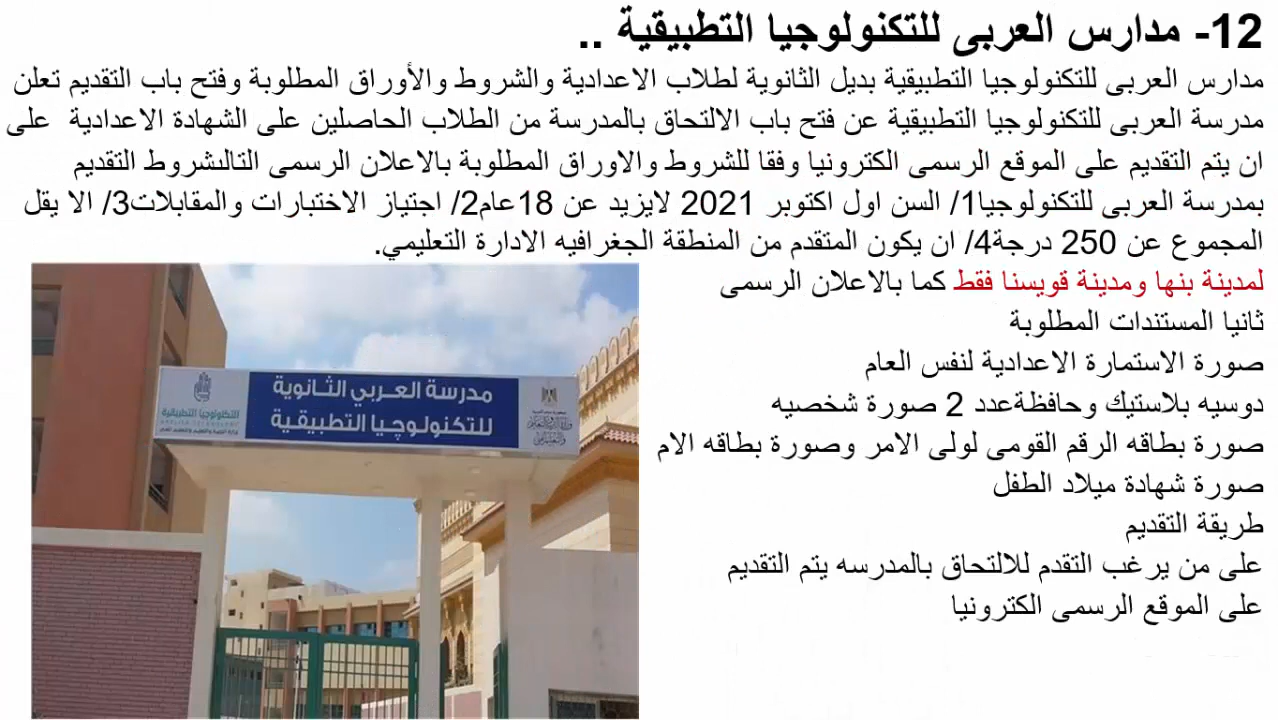 12- مدارس العربى للتكنولوجيا التطبيقية ..
مدارس العربى للتكنولوجيا التطبيقية بديل الثانوية لطلاب الاعدادية والشروط والأوراق المطلوبة وفتح باب التقديم تعلن
مدرسة العربى للتكنولوجيا التطبيقية عن فتح باب الالتحاق بالمدرسة من الطلاب الحاصلين على الشهادة الاعدادية على
ان يتم التقديم على الموقع الرسمى الكترونيا وفقا للشروط والاوراق المطلوبة بالاعلان الرسمى التالىشروط التقديم
بمدرسة العربى للتكنولوجيا1/ السن اول اكتوبر 2021 لايزيد عن 18عام2/ اجتياز الاختبارات والمقابلات3/ الا يقل
المجموع عن 250 درجة4/ ان يكون المتقدم من المنطقة الجغرافيه الادارة التعليمي.
لمدينة بنها ومدينة قويسنا فقط كما بالاعلان الرسمى
ثانيا المستندات المطلوبة
صورة الاستمارة الاعدادية لنفس العام
دوسيه بلاستيك وحافظةعدد 2 صورة شخصيه
صورة بطاقه الرقم القومى لولى الامر وصورة بطاقه الام
صورة شهادة ميلاد الطفل
طريقة التقديم
على من يرغب التقدم للالتحاق بالمدرسه يتم التقديم
على الموقع الرسمى الكترونيا
مدرسة العربي الثانوية
للتكنولوچيا التطبيقية
التكنولوجيا التطبيقية
APPLIED TECHNOLOGY